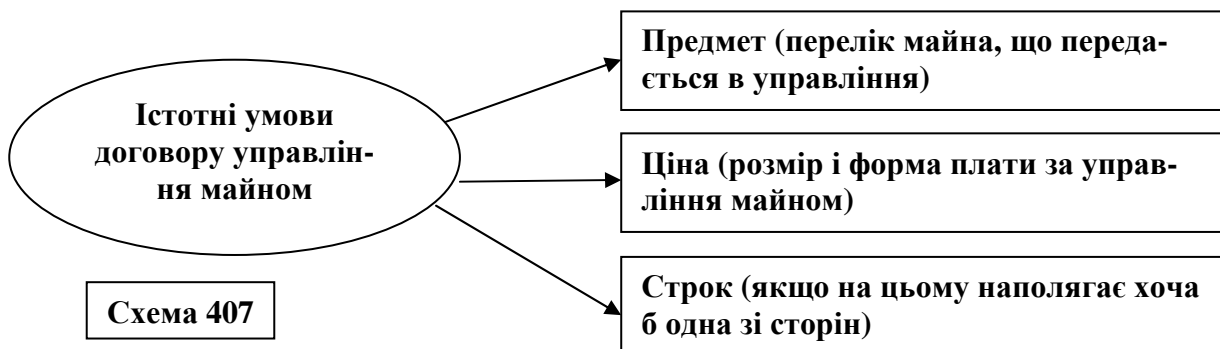 Істотні умови
договору управлін-
ня майном
Предмет (перелік майна, що переда-
ється в управління)
Ціна (розмір і форма плати за управ-
ління майном)
Строк (якщо на цьому наполягає хоча
б одна зі сторін)
Схема 407